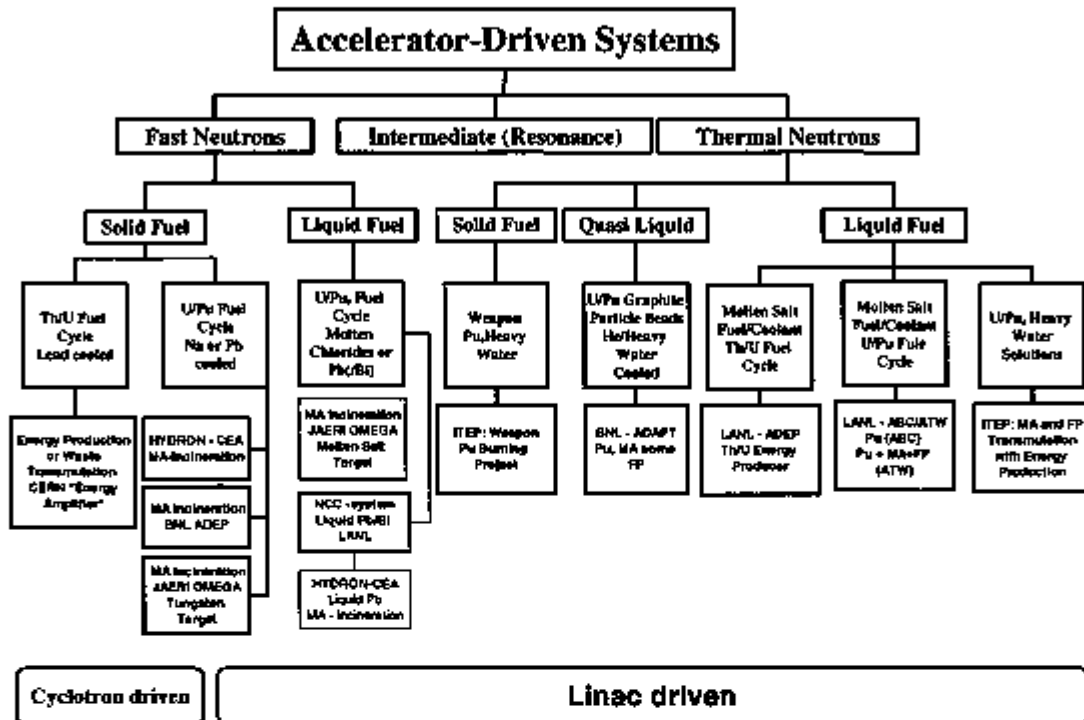 Accelerator-Driven Systems
Fast Neutrons
Intermediate (Resonance)
Thermal Neutrons
Solid Fuel
Liquid Fuel
Solid Fuel
Quasi Liquid
Liquid Fuel
Th/U Fuel
Cycle
Lead cooled
U/Pu Fuel
Cycle
Na or Pb
cooled
U/Pu, Fuel
Cycle
Molten
Chlorides or
Pb(/Bi)
Weapon
Pu,Heavy
Water
U/Pu Graphite
Particle Beads
He/Heavy
Water
Cooled
Molten Salt
Fuel/Coolant
Th/U Fuel
Cycle
Molten Salt
Fuel/Coolant
U/Pu Fule
Cycle
U/Pu, Heavy
Water
Solutions
Energy Production
or Waste
Transmutation
CERN "Energy
Amplifier"
HYDRON - CEA
MA-Incineration
MA Incineration
BNL ADEP
MA Incineration
JAERI OMEGA
Tungsten
Target
MA Incineration
JAERI OMEGA
Molten Salt
Target
NCC - system
Liquid Pb/Bi
LANL
HYDRON-CEA
Liquid Pb
MA - Incineration
ITEP: Weapon
Pu Burning
Project
BNL - ADAPT
Pu, MA some
FP
LANL - ADEP
Th/U Energy
Producer
LANL - ABC/ATW
Pu (ABC)
Pu + MA+FP
(ATW)
ITEP: MA and FP
Transmutation
with Energy
Production
Cyclotron driven
Linac driven